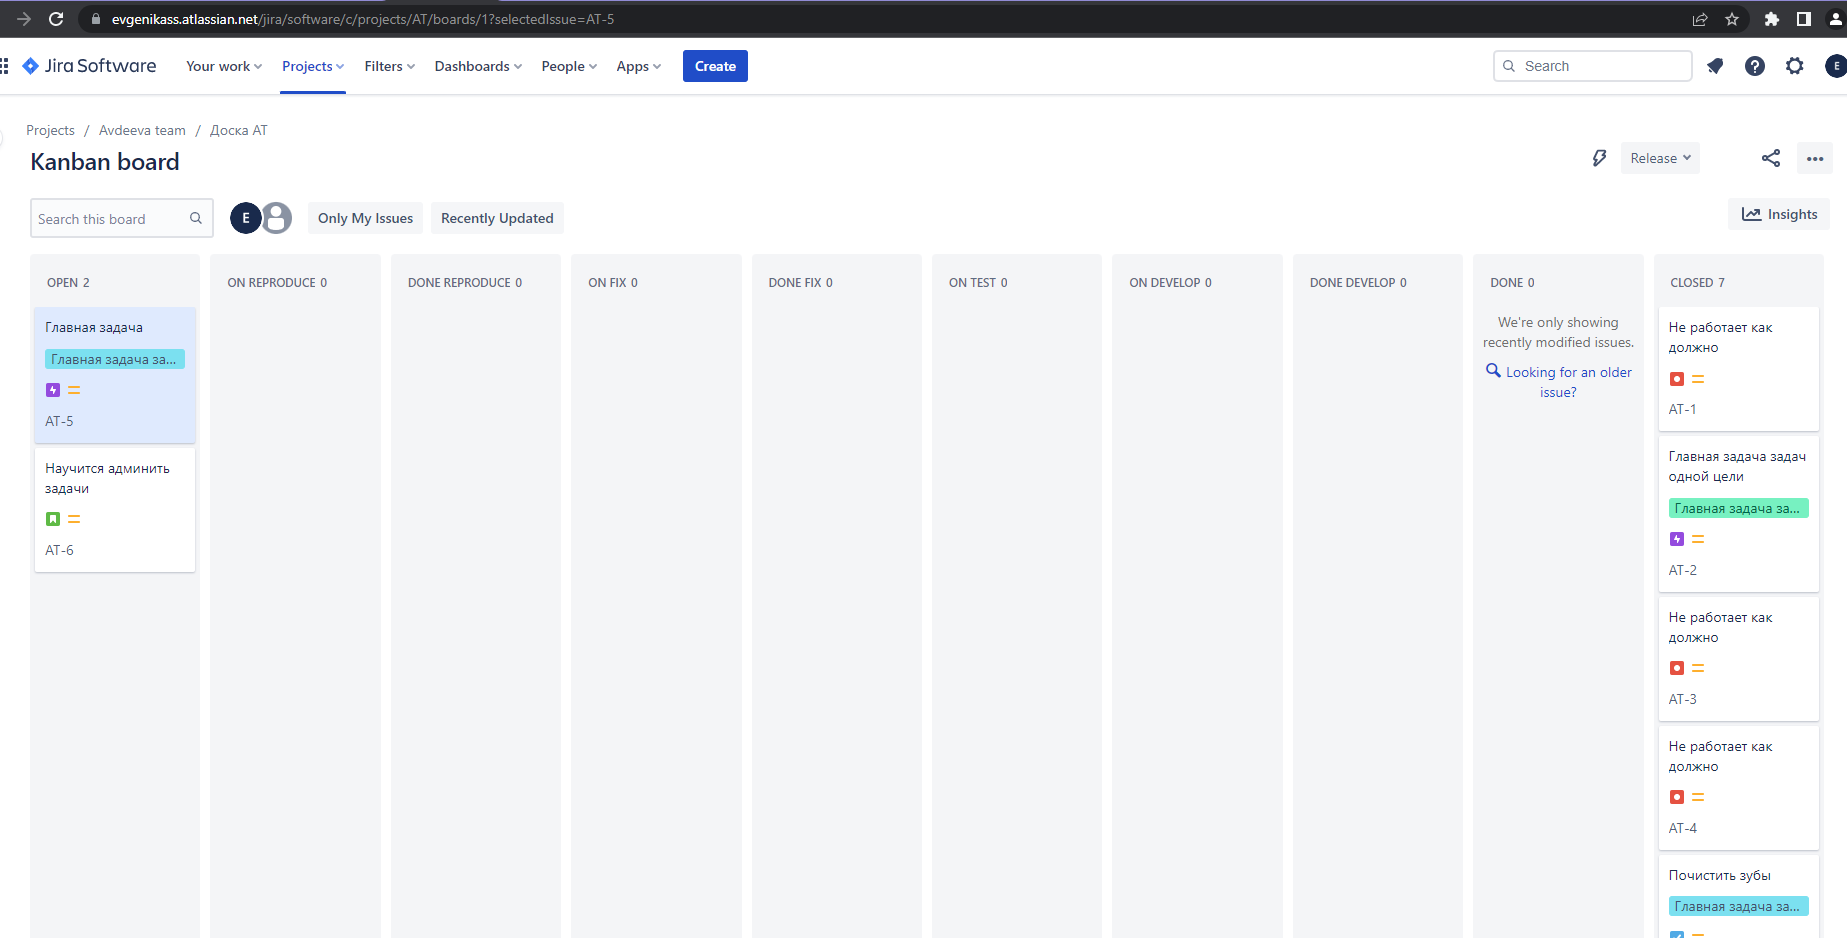 evgenikass.atlassian.net/jira/software/c/projects/AT/boards/1?selectedIssue=AT-5
Jira Software Your work Projects Filters Dashboards People Apps Create Search E
Projects / Avdeeva team / Доска AT
Kanban board
Release
Search this board E Only My Issues Recently Updated
Insights
OPEN 2
Главная задача
Главная задача за...
AT-5
Научится админить
задачи
AT-6
ON REPRODUCE 0
DONE REPRODUCE 0
ON FIX 0
DONE FIX 0
ON TEST 0
ON DEVELOP 0
DONE DEVELOP 0
DONE 0
We're only showing
recently modified issues.
Looking for an older
issue?
CLOSED 7
Не работает как
должно
AT-1
Главная задача задач
одной цели
Главная задача за...
AT-2
Не работает как
должно
AT-3
Не работает как
должно
AT-4
Почистить зубы
Главная задача за...